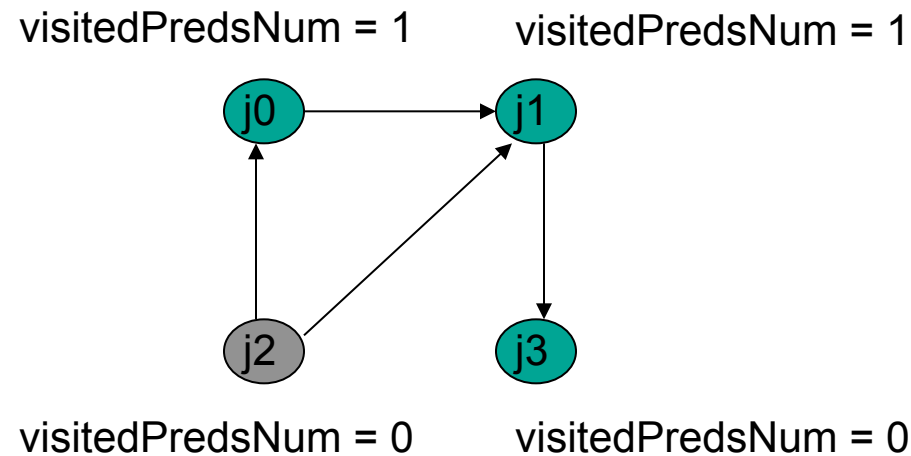 visitedPredsNum = 1
visitedPredsNum = 1
j0
j1
j2
j3
visitedPredsNum = 0
visitedPredsNum = 0